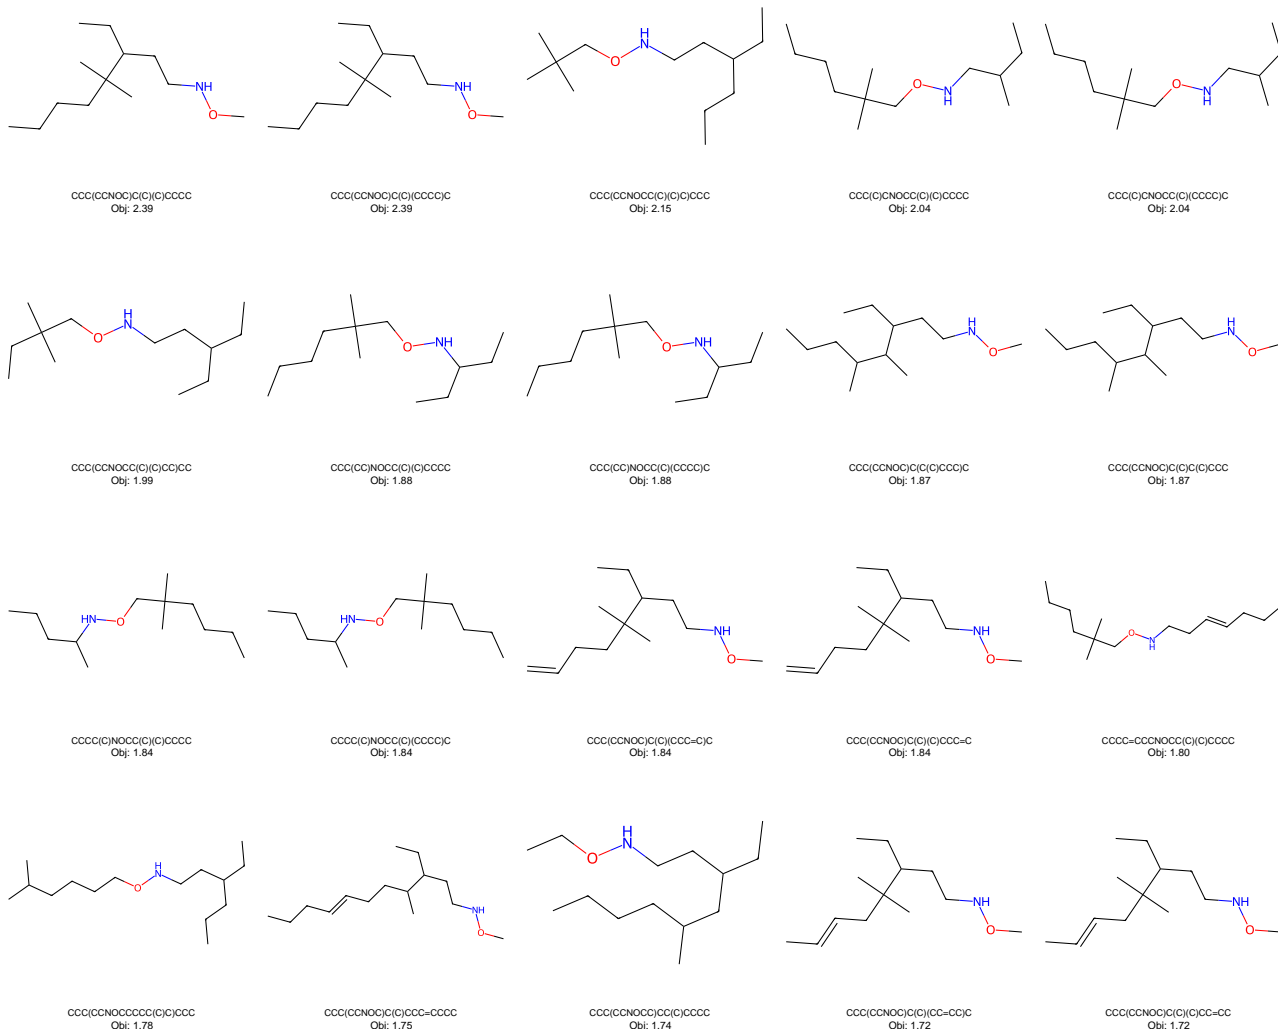 NH
O
NH
O
H
N
O
O
N
H
O
N
H
CCC(CCNOC)C(C)(C)CCCC
Obj: 2.39
CCC(CCNOC)C(C)(CCCC)C
Obj: 2.39
CCC(CCNOCC(C)(C)C)CCC
Obj: 2.15
CCC(C)CNOCC(C)(C)CCCC
Obj: 2.04
CCC(C)CNOCC(C)(CCCC)C
Obj: 2.04
H
N
O
O
NH
O
NH
H
N
O
H
N
O
CCC(CCNOCC(C)(C)CC)CC
Obj: 1.99
CCC(CC)NOCC(C)(C)CCCC
Obj: 1.88
CCC(CC)NOCC(C)(CCCC)C
Obj: 1.88
CCC(CCNOC)C(C(C)CCC)C
Obj: 1.87
CCC(CCNOC)C(C)C(C)CCC
Obj: 1.87
HN
O
HN
O
NH
O
NH
O
O
N
H
CCCC(C)NOCC(C)(C)CCCC
Obj: 1.84
CCCC(C)NOCC(C)(CCCC)C
Obj: 1.84
CCC(CCNOC)C(C)(CCC=C)C
Obj: 1.84
CCC(CCNOC)C(C)(C)CCC=C
Obj: 1.84
CCCC=CCCNOCC(C)(C)CCCC
Obj: 1.80
H
N
O
NH
O
H
N
O
NH
O
NH
O
CCC(CCNOCCCCC(C)C)CCC
Obj: 1.78
CCC(CCNOC)C(C)CCC=CCCC
Obj: 1.75
CCC(CCNOCC)CC(C)CCCC
Obj: 1.74
CCC(CCNOC)C(C)(CC=CC)C
Obj: 1.72
CCC(CCNOC)C(C)(C)CC=CC
Obj: 1.72